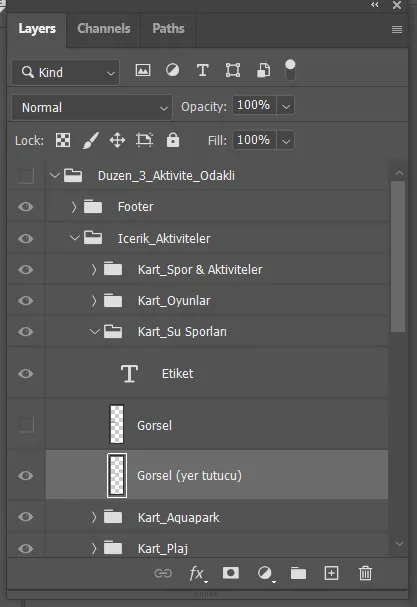 Layers Channels Paths
Kind
Normal Opacity: 100%
Lock: Fill: 100%
Duzen_3_Aktivite_Odakli
Footer
Icerik_Aktiviteler
Kart_Spor & Aktiviteler
Kart_Oyunlar
Kart_Su Sporları
Etiket
Gorsel
Gorsel (yer tutucu)
Kart_Aquapark
Kart_Plaj
fx